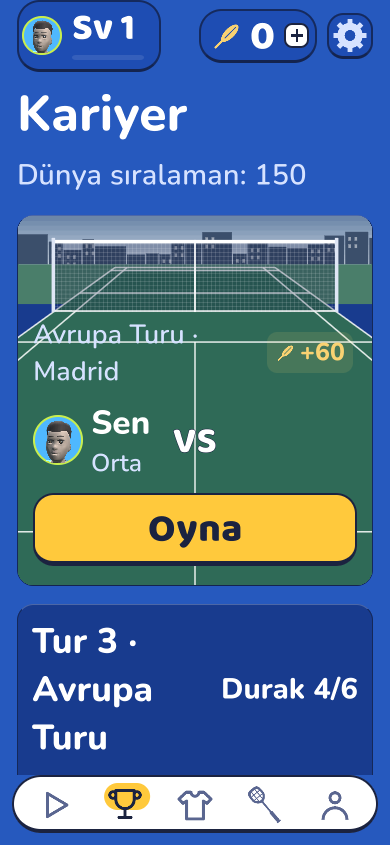 Sv 1
0
Kariyer
Dünya sıralaman: 150
Avrupa Turu ·
Madrid
+60
Sen
Orta
VS
Oyna
Tur 3 ·
Avrupa
Turu
Durak 4/6